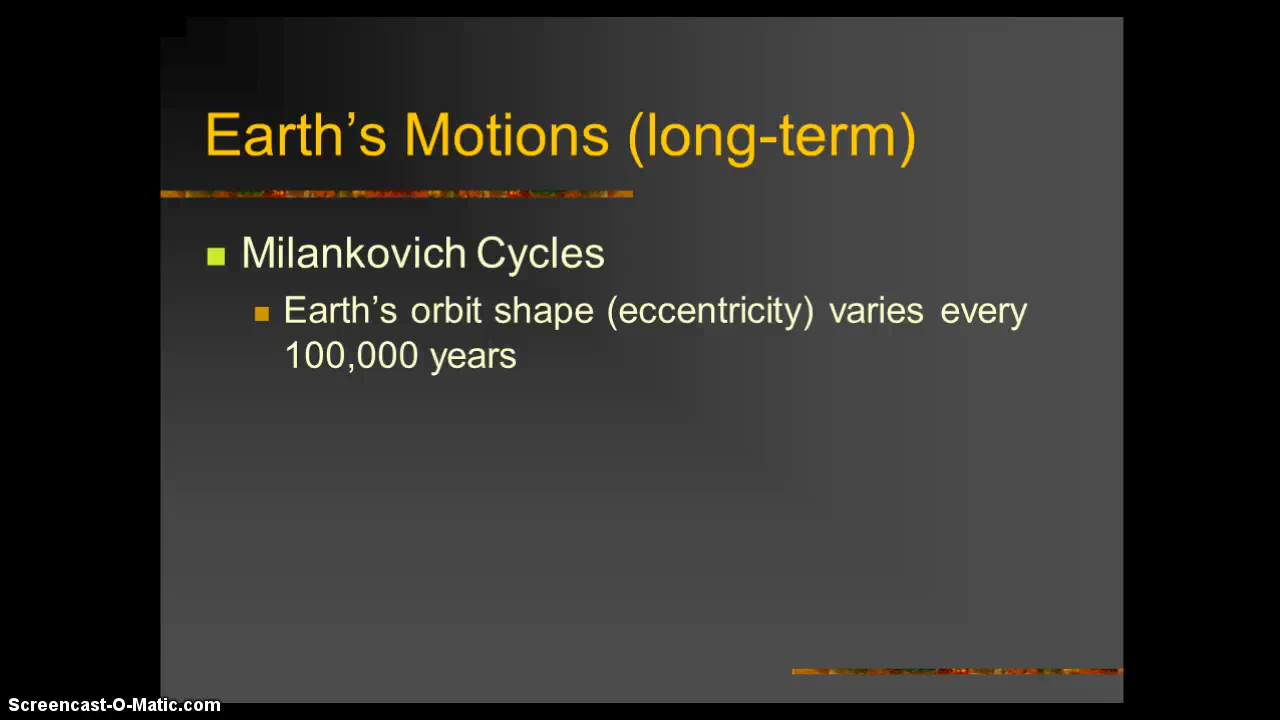 Earth's Motions (long-term)
Milankovich Cycles
Earth's orbit shape (eccentricity) varies every
100,000 years
Screencast-O-Matic.com